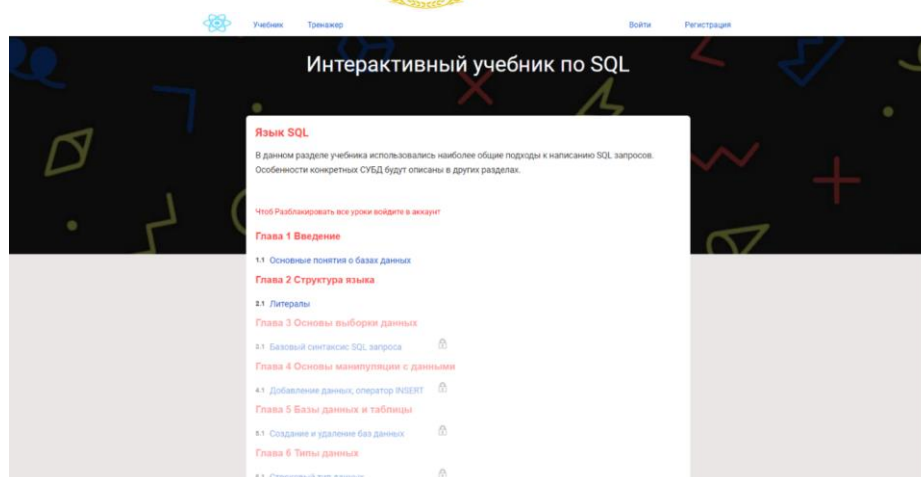 Учебник Тренажер Войти Регистрация
Интерактивный учебник по SQL
Язык SQL
В данном разделе учебника использовались наиболее общие подходы к написанию SQL запросов.
Особенности конкретных СУБД будут описаны в других разделах.
Чтоб Разблакировать все уроки войдите в аккаунт
Глава 1 Введение
1.1 Основные понятия о базах данных
Глава 2 Структура языка
2.1 Литералы
Глава 3 Основы выборки данных
3.1 Базовый синтаксис SQL запроса
Глава 4 Основы манипуляции с данными
4.1 Добавление данных, оператор INSERT
Глава 5 Базы данных и таблицы
5.1 Создание и удаление баз данных
Глава 6 Типы данных